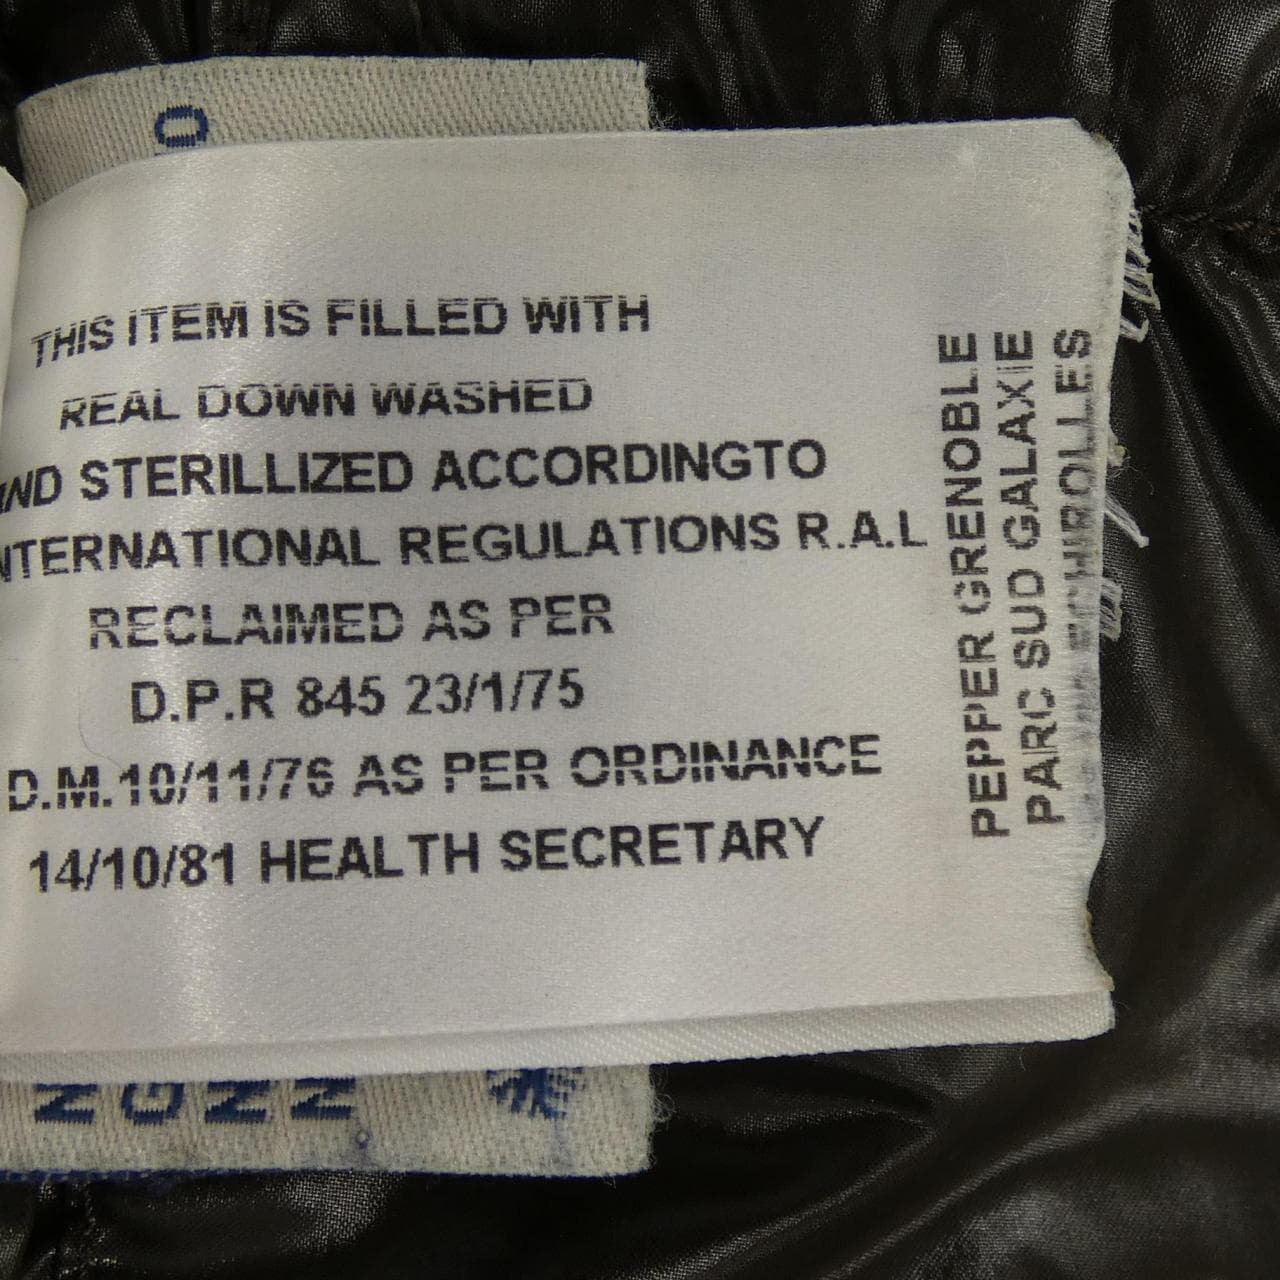 THIS ITEM IS FILLED WITH
REAL DOWN WASHED
AND STERILLIZED ACCORDINGTO
INTERNATIONAL REGULATIONS R.A.L
RECLAIMED AS PER
D.P.R 845 23/1/75
D.M.10/11/76 AS PER ORDINANCE
14/10/81 HEALTH SECRETARY
PEPPER GRENOBLE
PARC SUD GALAXIE
ECHIROLLES